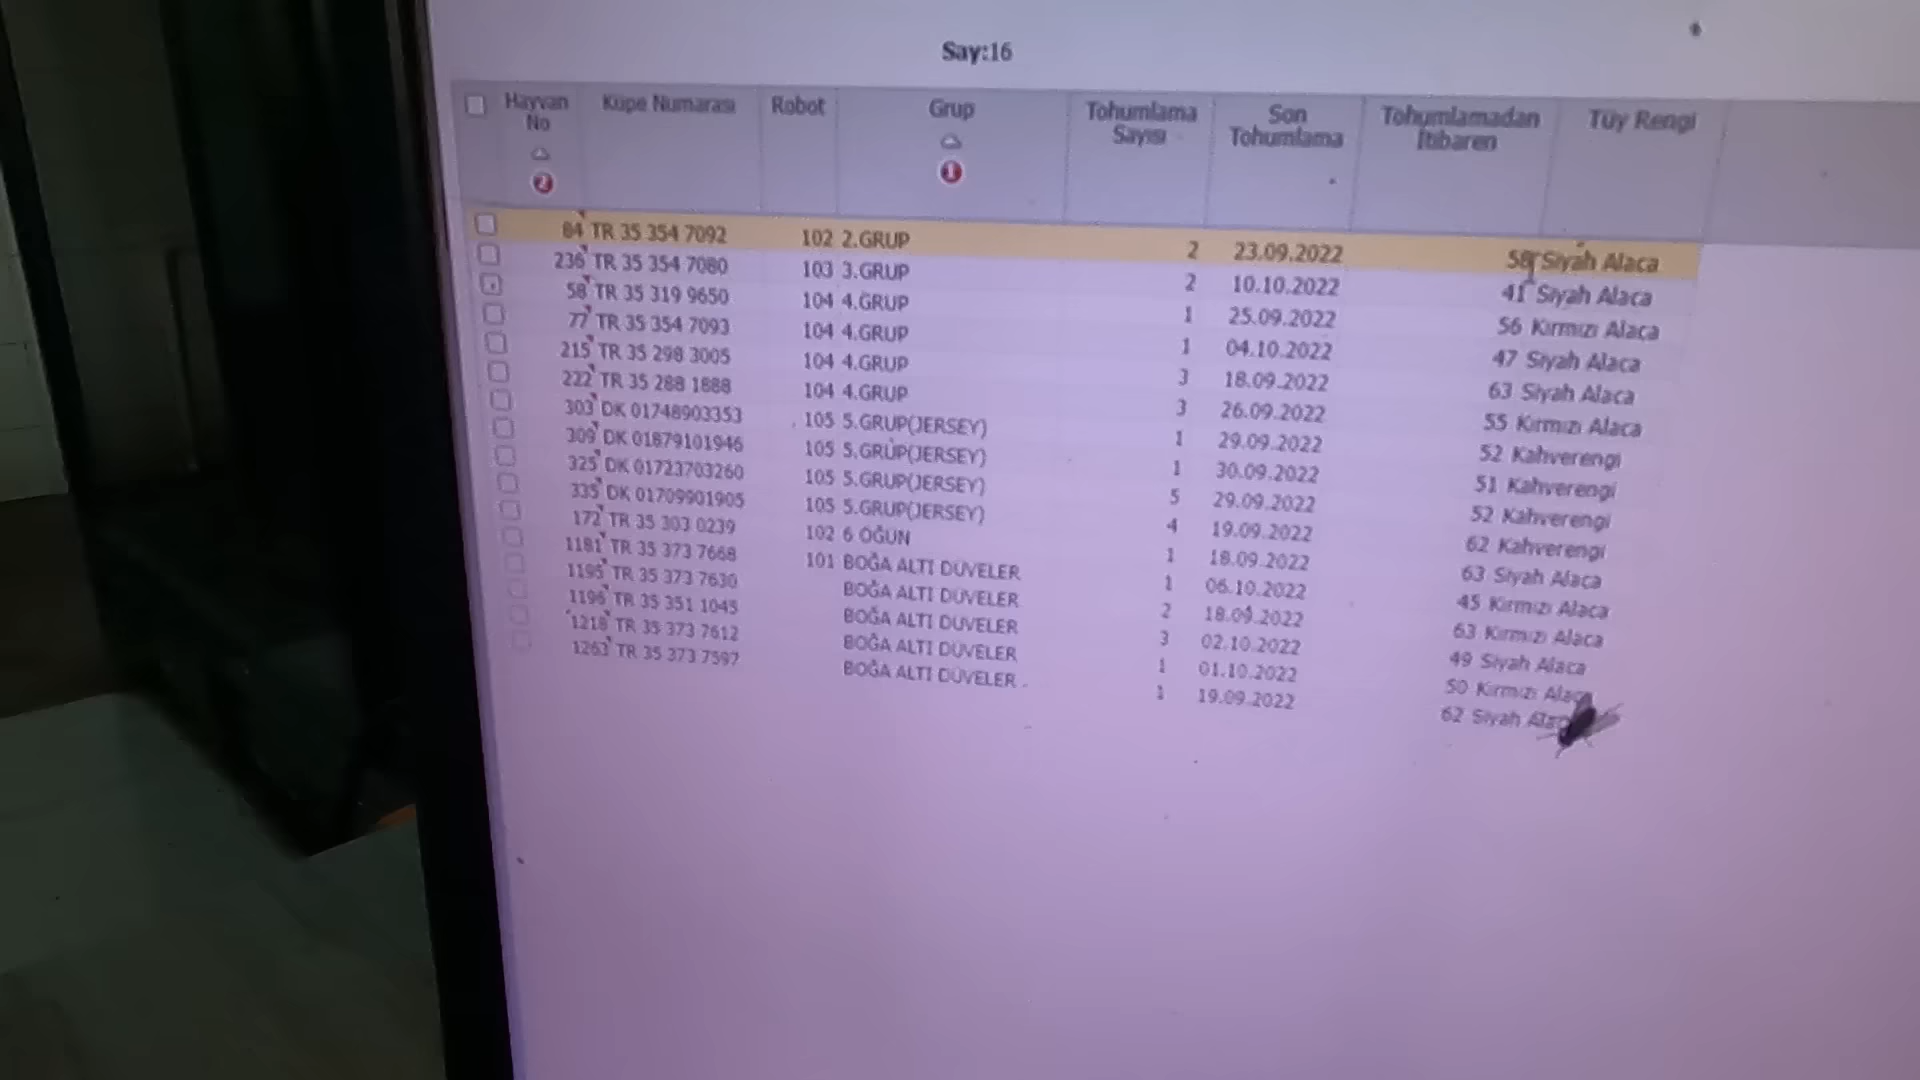 Say:16
Hayvan No Küpe Numarası Robot Grup Tohumlama Sayısı Son Tohumlama Tohumlamadan İtibaren Tüy Rengi
2 1
84 TR 35 354 7092 102 2.GRUP 2 23.09.2022 58 Siyah Alaca
236 TR 35 354 7080 103 3.GRUP 2 10.10.2022 41 Siyah Alaca
58 TR 35 319 9650 104 4.GRUP 1 25.09.2022 56 Kırmızı Alaca
77 TR 35 354 7093 104 4.GRUP 1 04.10.2022 47 Siyah Alaca
215 TR 35 298 3005 104 4.GRUP 3 18.09.2022 63 Siyah Alaca
222 TR 35 288 1888 104 4.GRUP 3 26.09.2022 55 Kırmızı Alaca
303 DK 01748903353 105 5.GRUP(JERSEY) 1 29.09.2022 52 Kahverengi
309 DK 01879101946 105 5.GRUP(JERSEY) 1 30.09.2022 51 Kahverengi
325 DK 01723703260 105 5.GRUP(JERSEY) 5 29.09.2022 52 Kahverengi
335 DK 01709901905 105 5.GRUP(JERSEY) 4 19.09.2022 62 Kahverengi
172 TR 35 303 0239 102 6 ÖĞÜN 1 18.09.2022 63 Siyah Alaca
1181 TR 35 373 7668 101 BOĞA ALTI DÜVELER 1 06.10.2022 45 Kırmızı Alaca
1195 TR 35 373 7630 BOĞA ALTI DÜVELER 2 18.09.2022 63 Kırmızı Alaca
1196 TR 35 351 1045 BOĞA ALTI DÜVELER 3 02.10.2022 49 Siyah Alaca
1218 TR 35 373 7612 BOĞA ALTI DÜVELER 1 01.10.2022 50 Kırmızı Alaca
1263 TR 35 373 7597 BOĞA ALTI DÜVELER 1 19.09.2022 62 Siyah